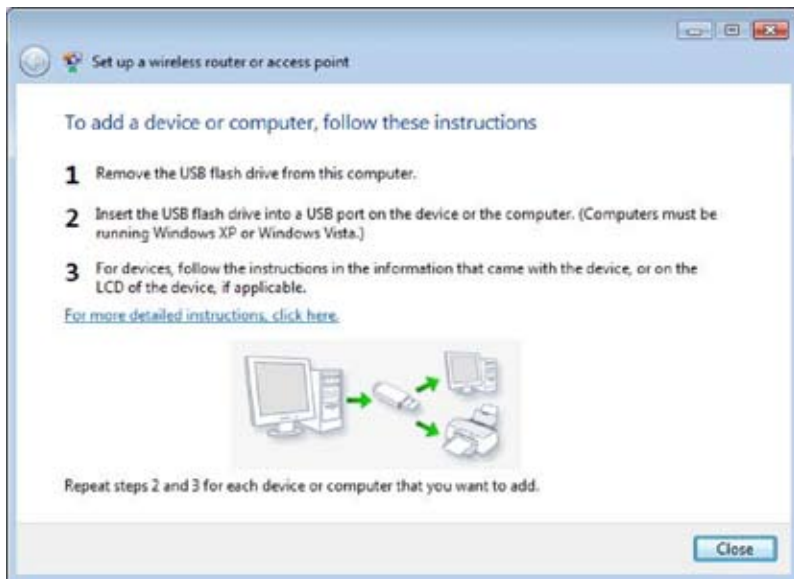 Set up a wireless router or access point
To add a device or computer, follow these instructions
1 Remove the USB flash drive from this computer.
2 Insert the USB flash drive into a USB port on the device or the computer. (Computers must be
running Windows XP or Windows Vista.)
3 For devices, follow the instructions in the information that came with the device, or on the
LCD of the device, if applicable.
For more detailed instructions, click here.
Repeat steps 2 and 3 for each device or computer that you want to add.
Close